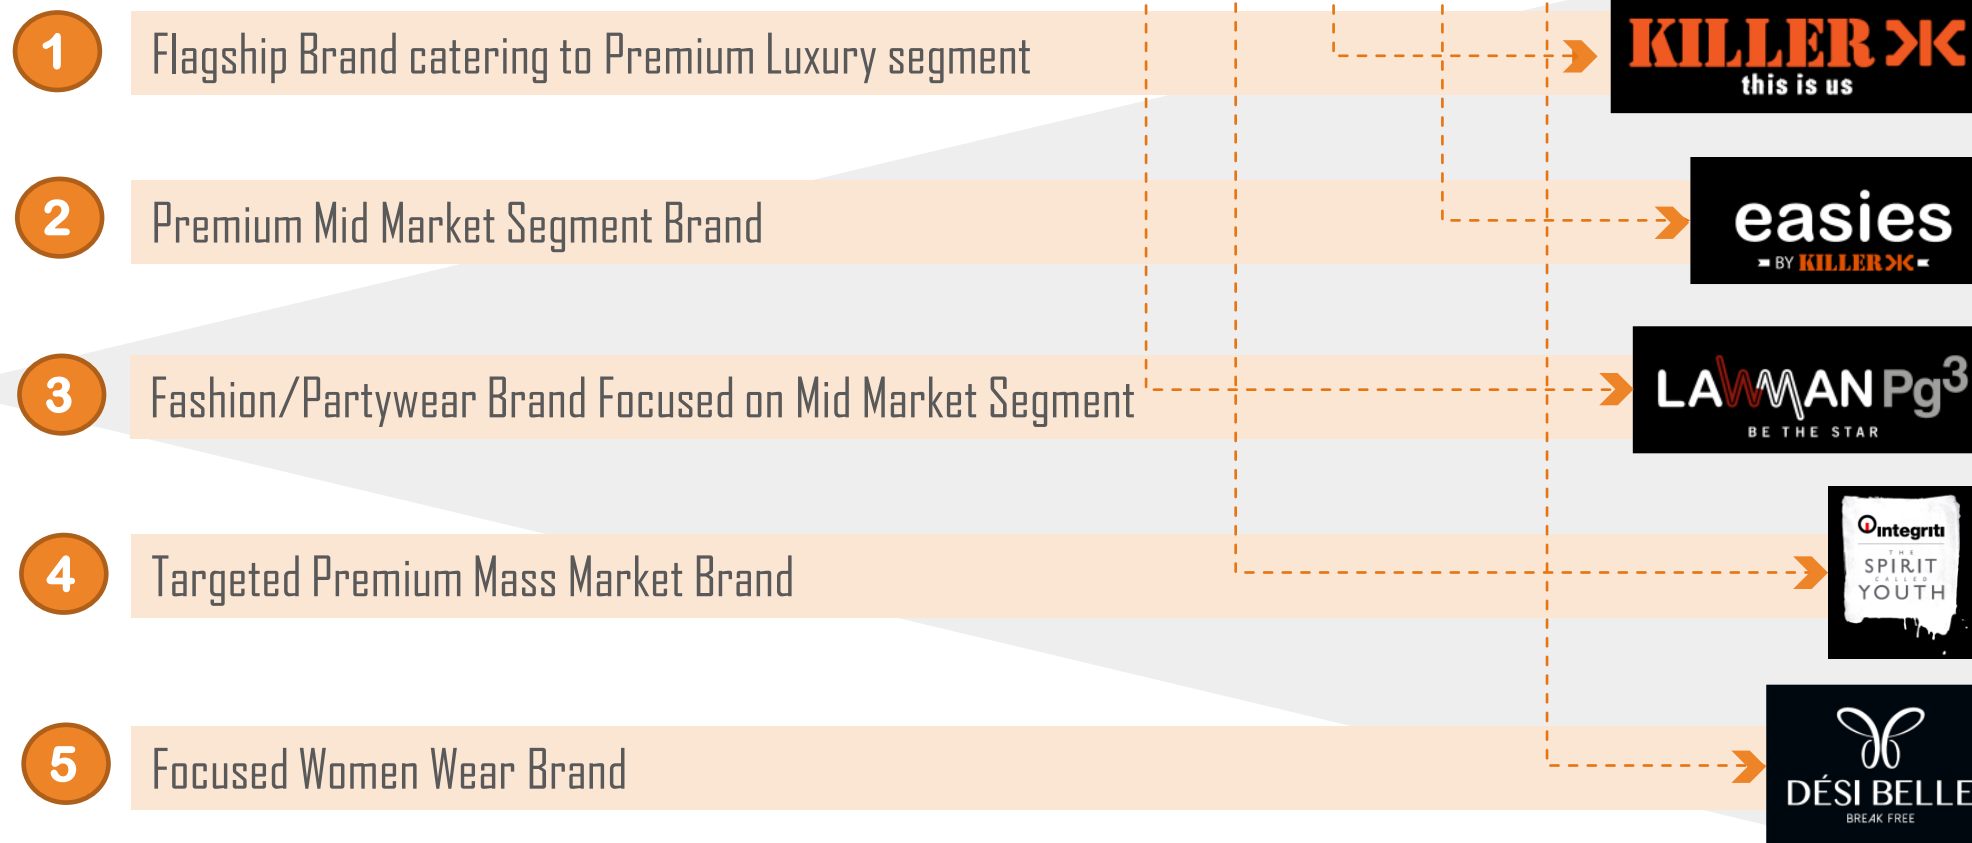 1
Flagship Brand catering to Premium Luxury segment
KILLER
this is us
2
Premium Mid Market Segment Brand
easies
BY KILLER
3
Fashion/Partywear Brand Focused on Mid Market Segment
LAWMAN Pg³
BE THE STAR
4
Targeted Premium Mass Market Brand
integriti
THE
SPIRIT
CALLED
YOUTH
5
Focused Women Wear Brand
DÉSI BELLE
BREAK FREE